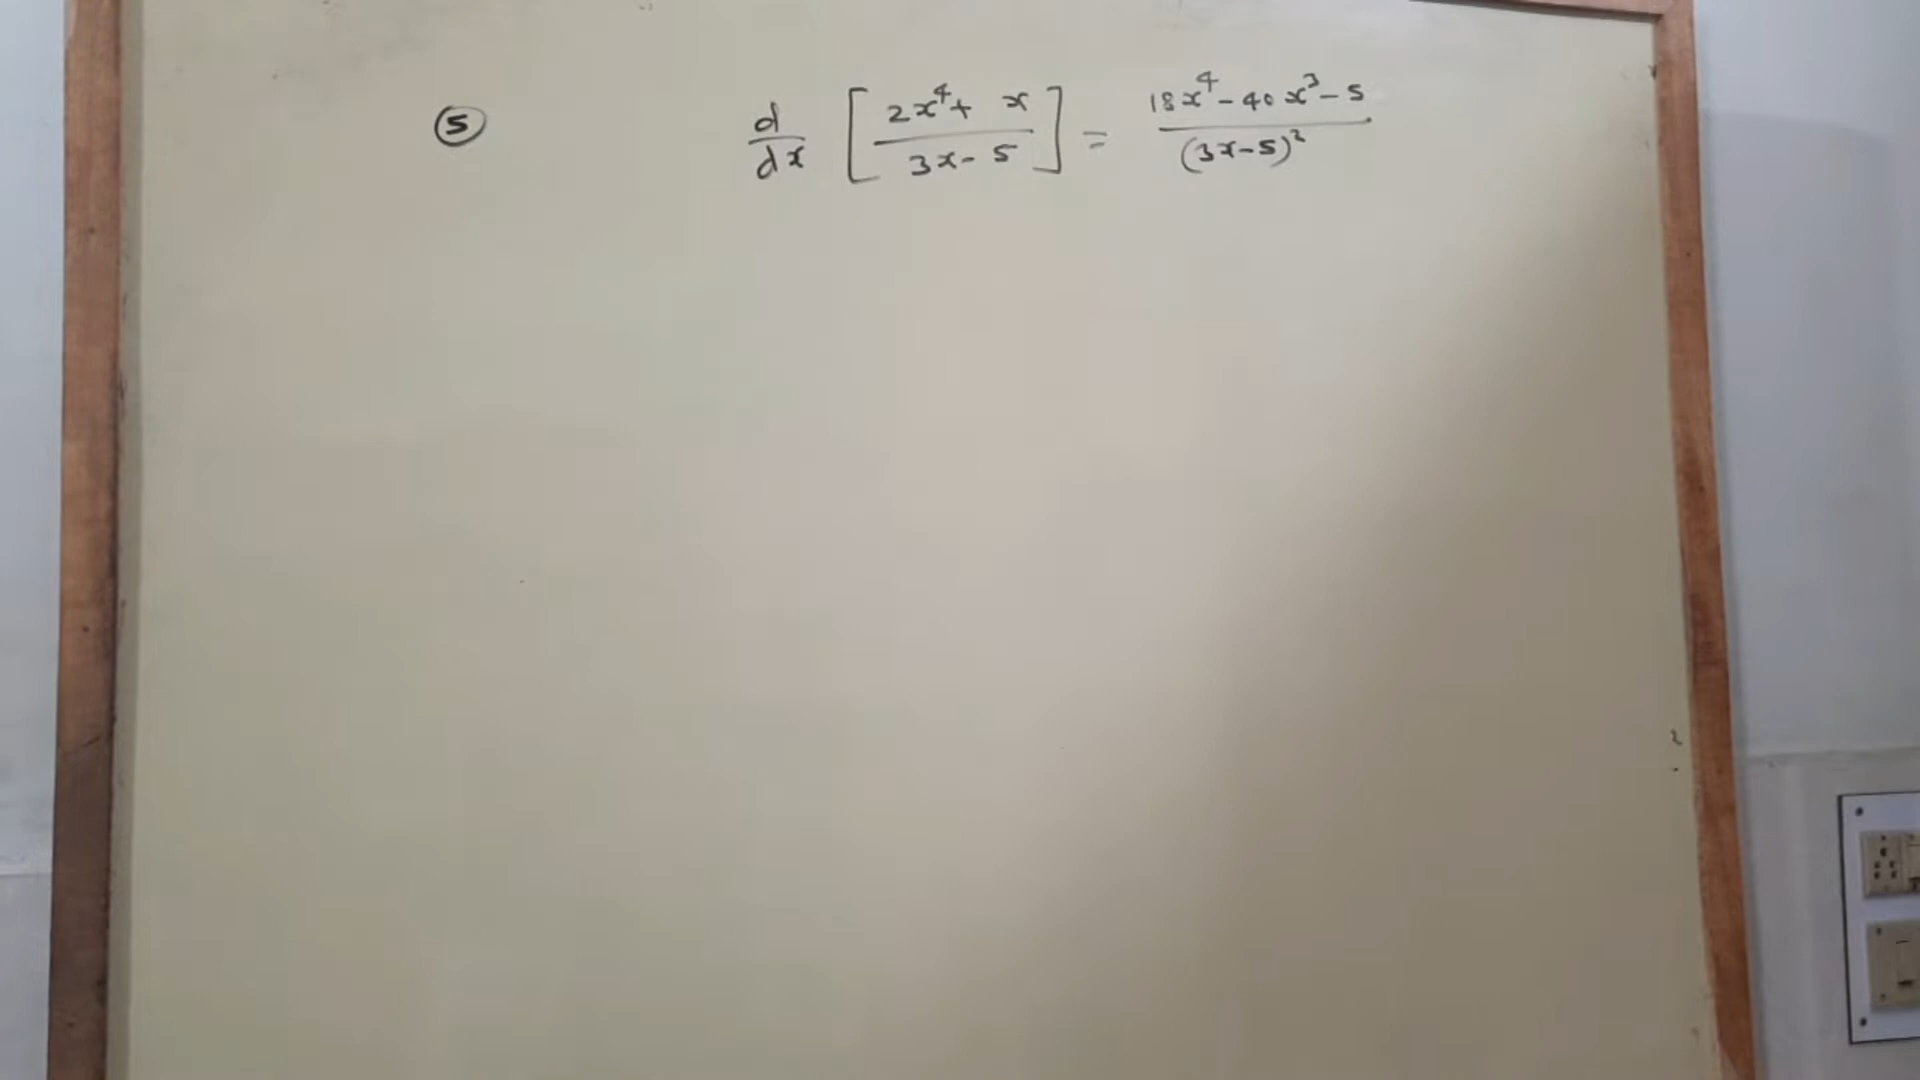 ⑤ d/dx [ (2x⁴ + x) / (3x - 5) ] = (18x⁴ - 40x³ - 5) / (3x - 5)²